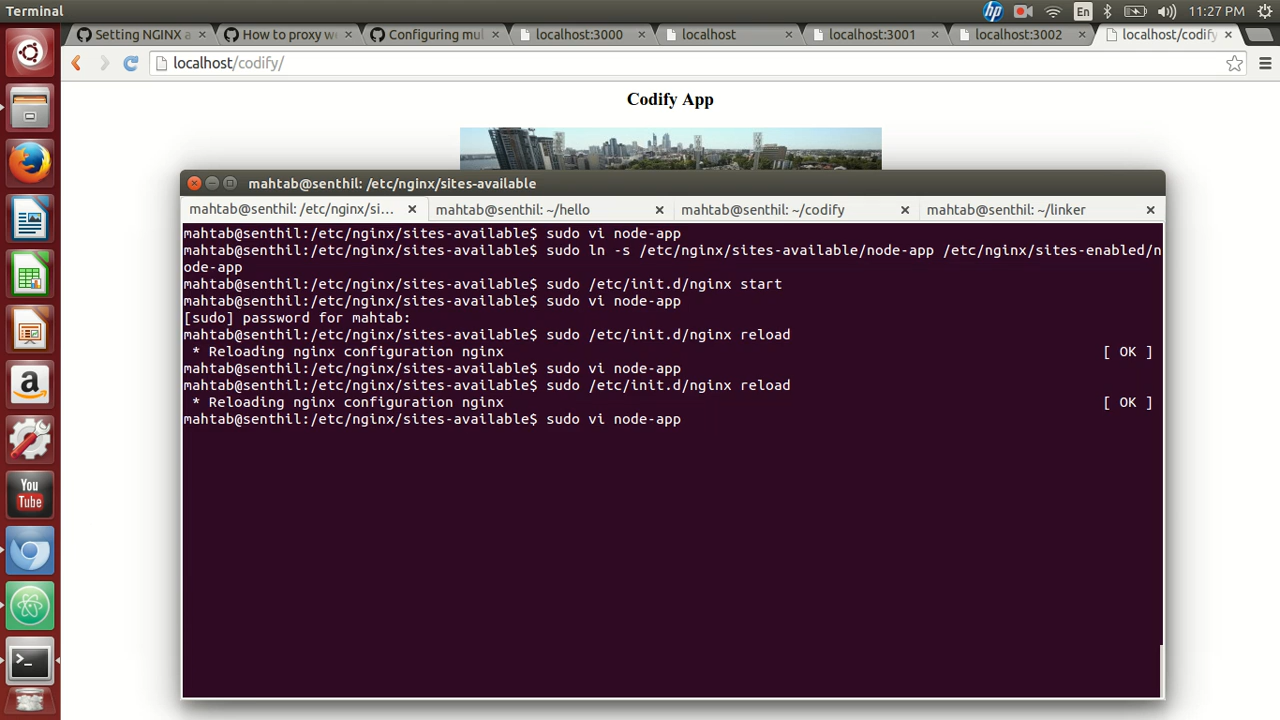 Terminal
En
11:27 PM
Setting NGINX a
How to proxy we
Configuring mul
localhost:3000
localhost
localhost:3001
localhost:3002
localhost/codify
localhost/codify/
Codify App
mahtab@senthil: /etc/nginx/sites-available
mahtab@senthil: /etc/nginx/si...
mahtab@senthil: ~/hello
mahtab@senthil: ~/codify
mahtab@senthil: ~/linker
mahtab@senthil:/etc/nginx/sites-available$ sudo vi node-app
mahtab@senthil:/etc/nginx/sites-available$ sudo ln -s /etc/nginx/sites-available/node-app /etc/nginx/sites-enabled/n
ode-app
mahtab@senthil:/etc/nginx/sites-available$ sudo /etc/init.d/nginx start
mahtab@senthil:/etc/nginx/sites-available$ sudo vi node-app
[sudo] password for mahtab:
mahtab@senthil:/etc/nginx/sites-available$ sudo /etc/init.d/nginx reload
* Reloading nginx configuration nginx [ OK ]
mahtab@senthil:/etc/nginx/sites-available$ sudo vi node-app
mahtab@senthil:/etc/nginx/sites-available$ sudo /etc/init.d/nginx reload
* Reloading nginx configuration nginx [ OK ]
mahtab@senthil:/etc/nginx/sites-available$ sudo vi node-app
You
Tube